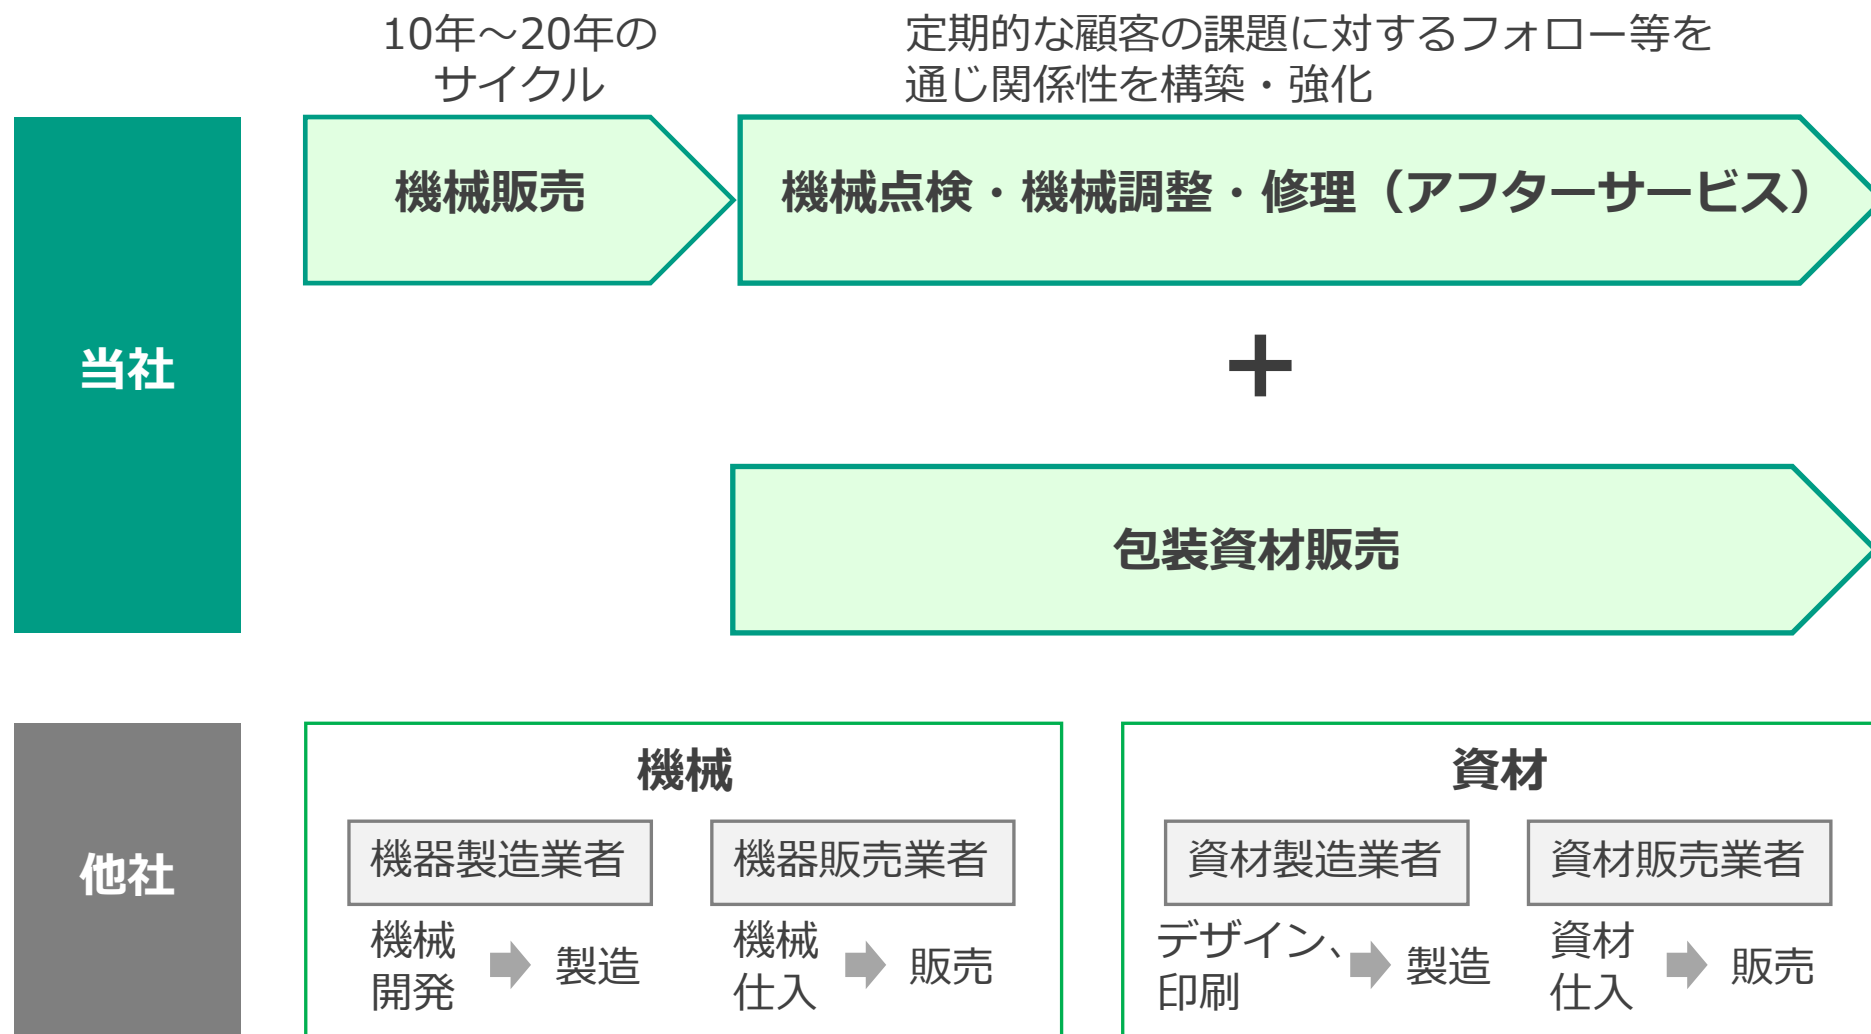 10年～20年の
サイクル
定期的な顧客の課題に対するフォロー等を
通じ関係性を構築・強化
当社
機械販売
機械点検・機械調整・修理（アフターサービス）
＋
包装資材販売
他社
機械
機器製造業者
機器販売業者
機械
開発
製造
機械
仕入
販売
資材
資材製造業者
資材販売業者
デザイン、
印刷
製造
資材
仕入
販売